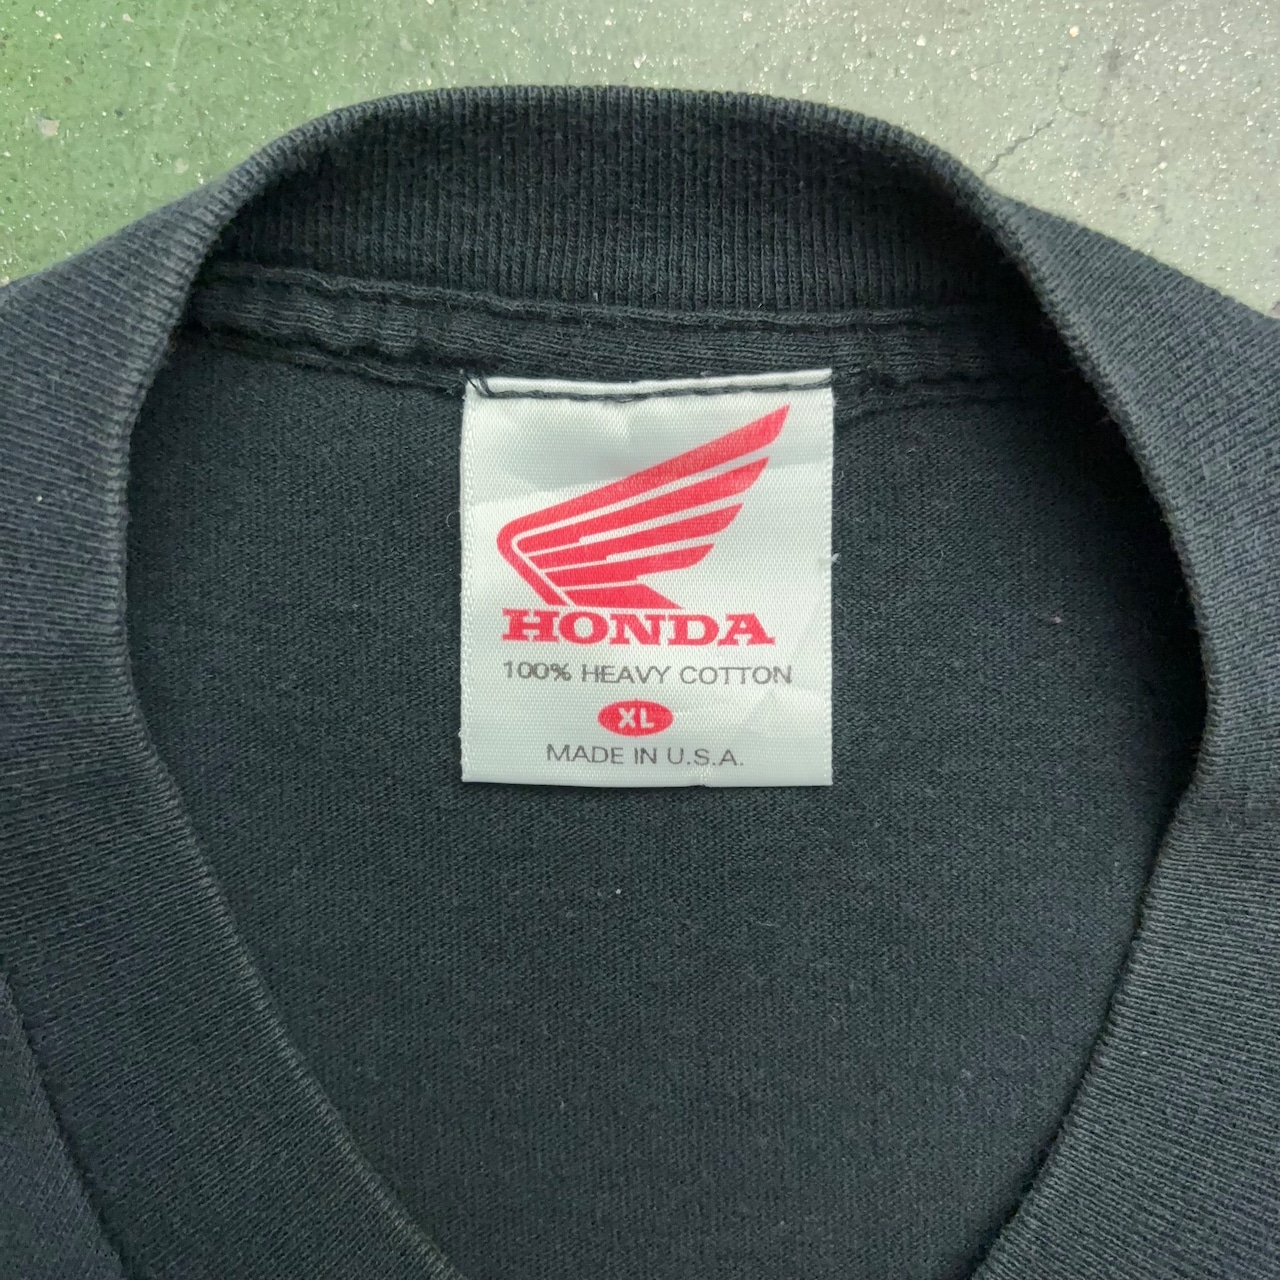 HONDA
100% HEAVY COTTON
XL
MADE IN U.S.A.